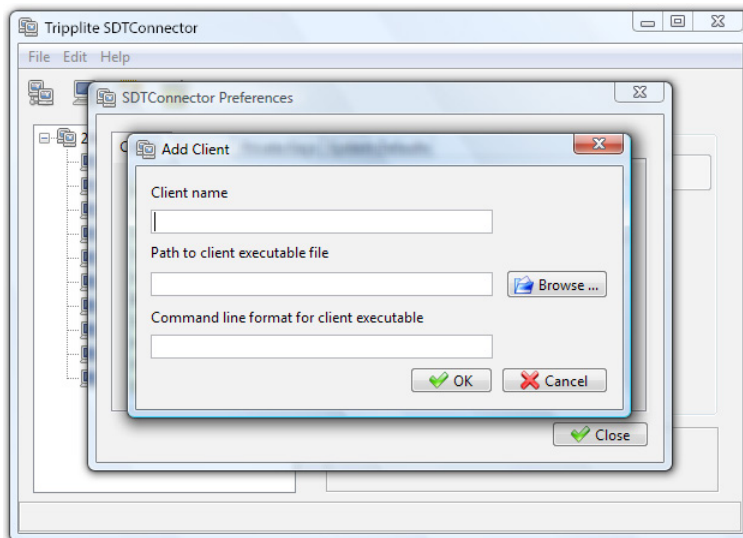 Tripplite SDTConnector
File Edit Help
SDTConnector Preferences
2
Add Client
Client name
Path to client executable file
Browse ...
Command line format for client executable
OK Cancel
Close